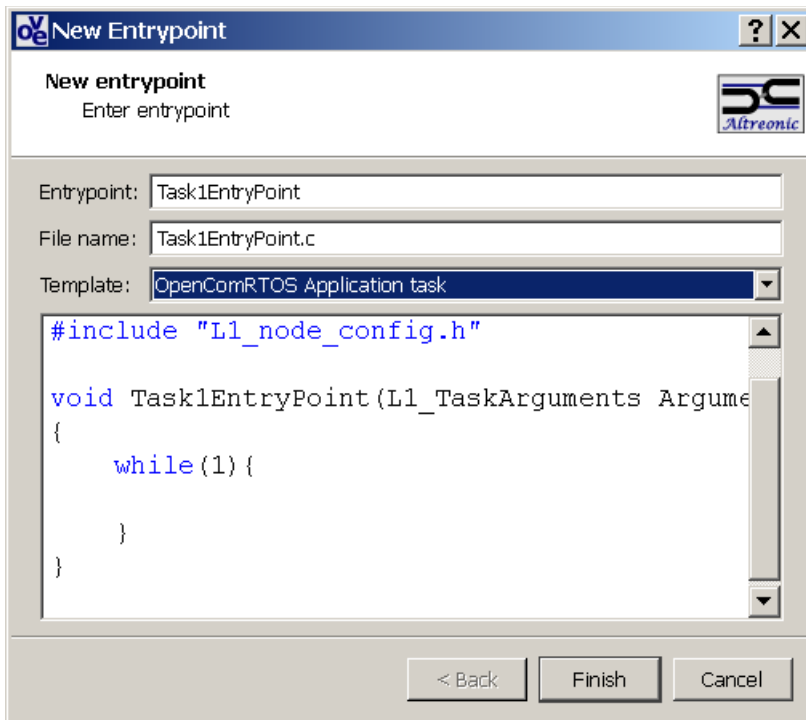 OVE New Entrypoint ? X
New entrypoint
Enter entrypoint
Altreonic
Entrypoint: Task1EntryPoint
File name: Task1EntryPoint.c
Template: OpenComRTOS Application task
#include "L1_node_config.h"
void Task1EntryPoint(L1_TaskArguments Argume
{
while(1){
}
}
< Back Finish Cancel